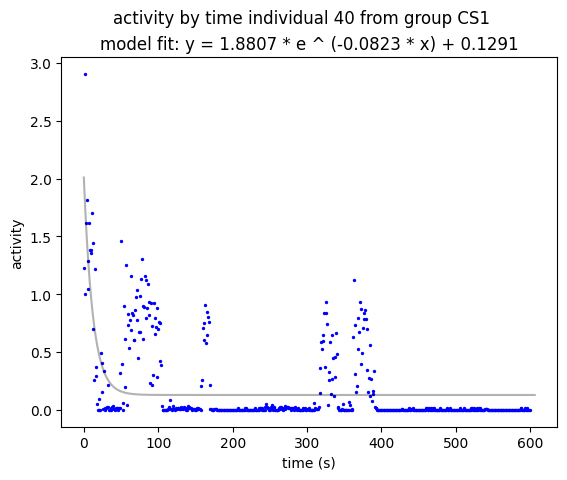 activity by time individual 40 from group CS1
model fit: y = 1.8807 * e ^ (-0.0823 * x) + 0.1291
3.0
2.5
2.0
1.5
1.0
0.5
0.0
activity
0 100 200 300 400 500 600
time (s)